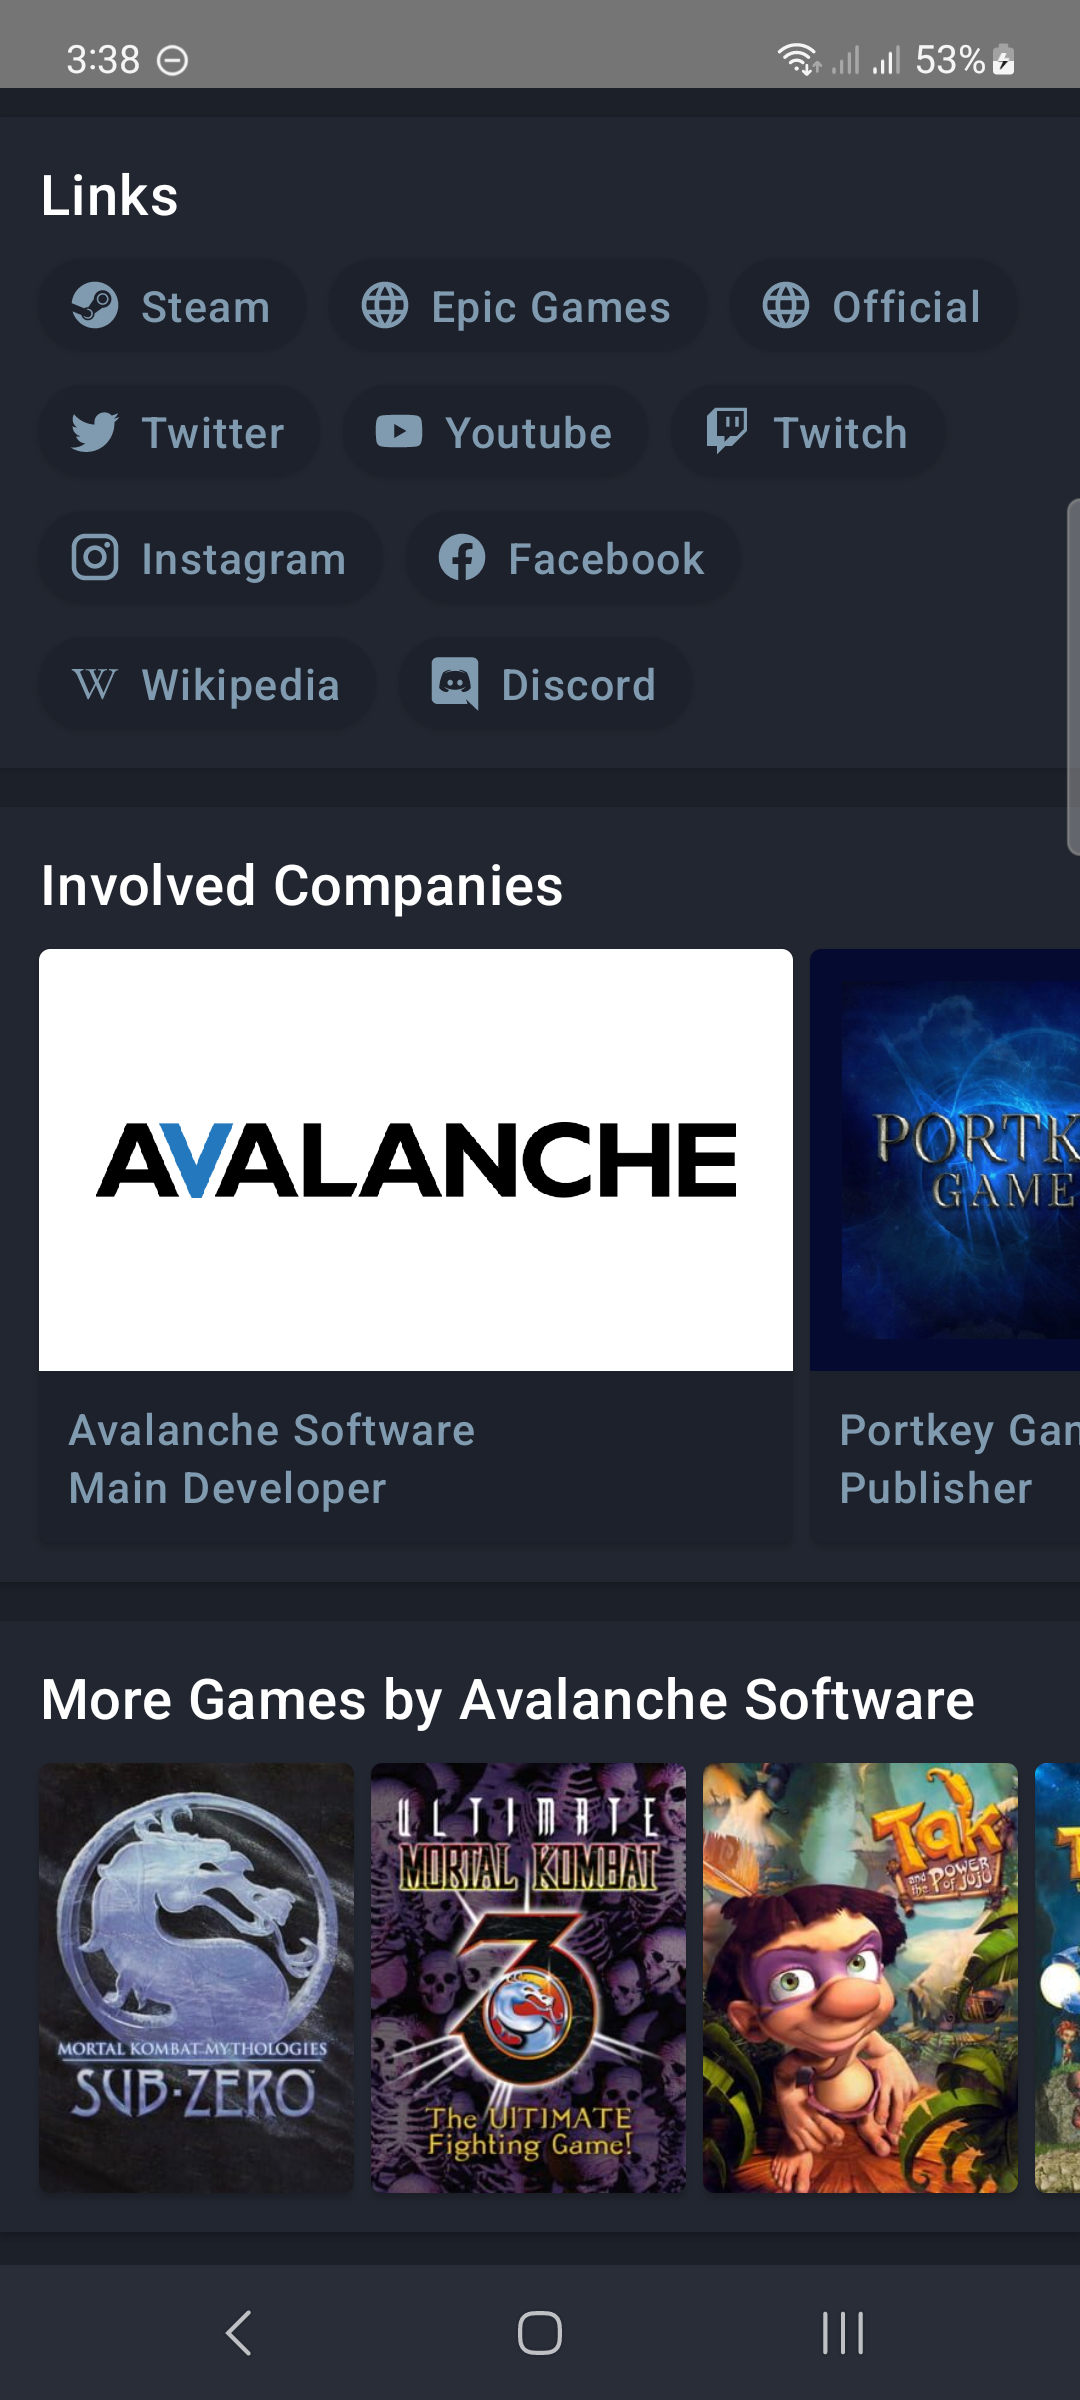 3:38
53%
Links
Steam
Epic Games
Official
Twitter
Youtube
Twitch
Instagram
Facebook
Wikipedia
Discord
Involved Companies
AVALANCHE
PORTK
GAME
Avalanche Software
Main Developer
Portkey Gam
Publisher
More Games by Avalanche Software
MORTAL KOMBAT MYTHOLOGIES
SUB-ZERO
ULTIMATE
MORTAL KOMBAT
3
The UlTIMATE
Fighting Game!
Tak
and the POWER
of JUJU
T